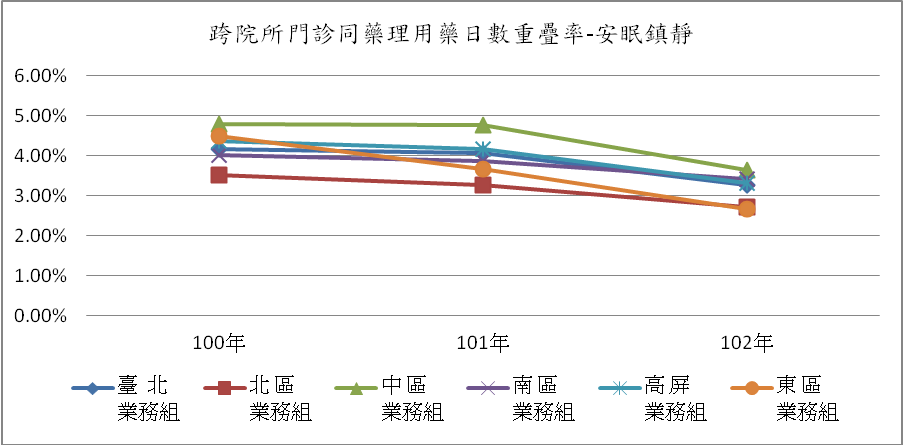 跨院所門診同藥理用藥日數重疊率-安眠鎮靜
6.00%
5.00%
4.00%
3.00%
2.00%
1.00%
0.00%
100年 101年 102年
臺北 北區 中區 南區 高屏 東區
業務組 業務組 業務組 業務組 業務組 業務組